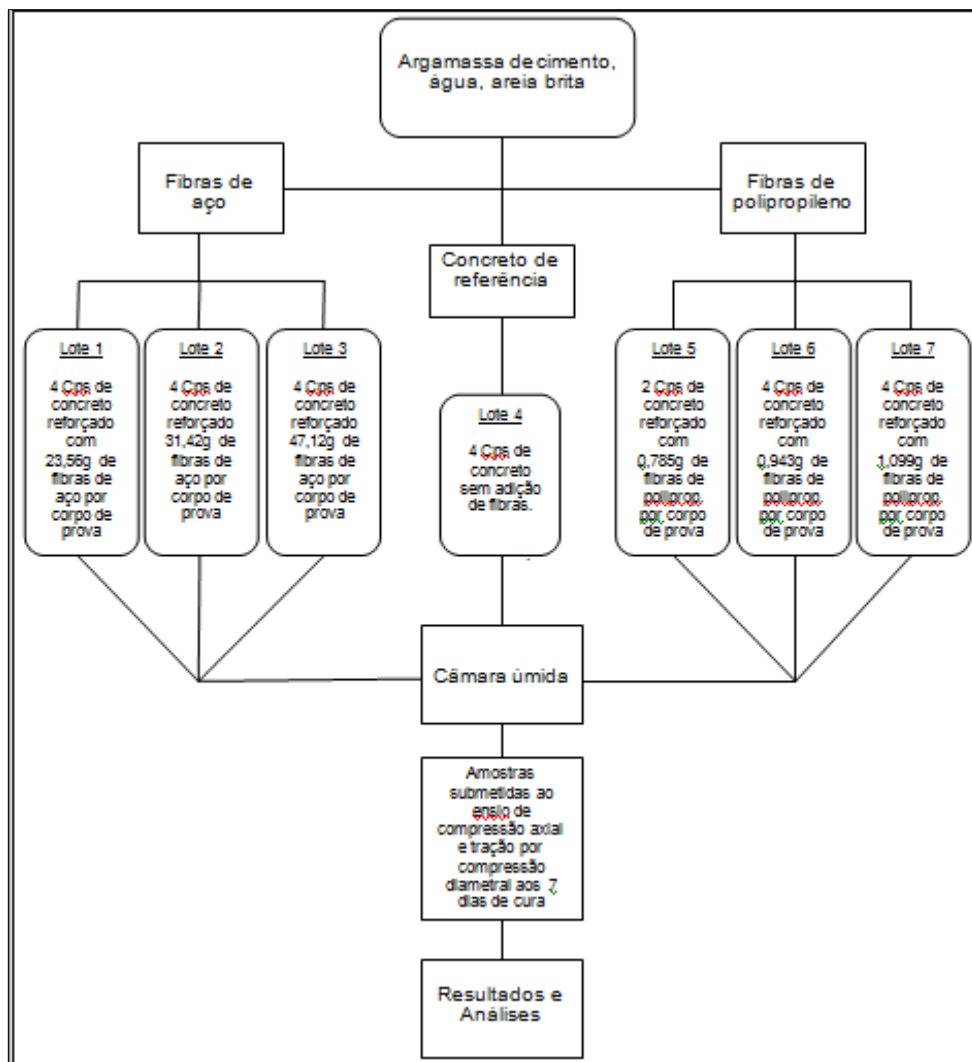 Argamassa de cimento,
água, areia brita
Fibras de
aço
Fibras de
polipropileno
Concreto de
referência
Lote 1
4 Cps de
concreto
reforçado
com
23,56g de
fibras de
aço por
corpo de
prova
Lote 2
4 Cps de
concreto
reforçado
31,42g de
fibras de
aço por
corpo de
prova
Lote 3
4 Cps de
concreto
reforçado
47,12g de
fibras de
aço por
corpo de
prova
Lote 4
4 Cps de
concreto
sem adição
de fibras.
Lote 5
2 Cps de
concreto
reforçado
com
0,785g de
fibras de
poliprop.
por corpo
de prova
Lote 6
4 Cps de
concreto
reforçado
com
0,943g de
fibras de
poliprop.
por corpo
de prova
Lote 7
4 Cps de
concreto
reforçado
com
1,099g de
fibras de
poliprop.
por corpo
de prova
Câmara úmida
Amostras
submetidas ao
ensio de
compressão axial
e tração por
compressão
diametral aos 7
dias de cura
Resultados e
Análises